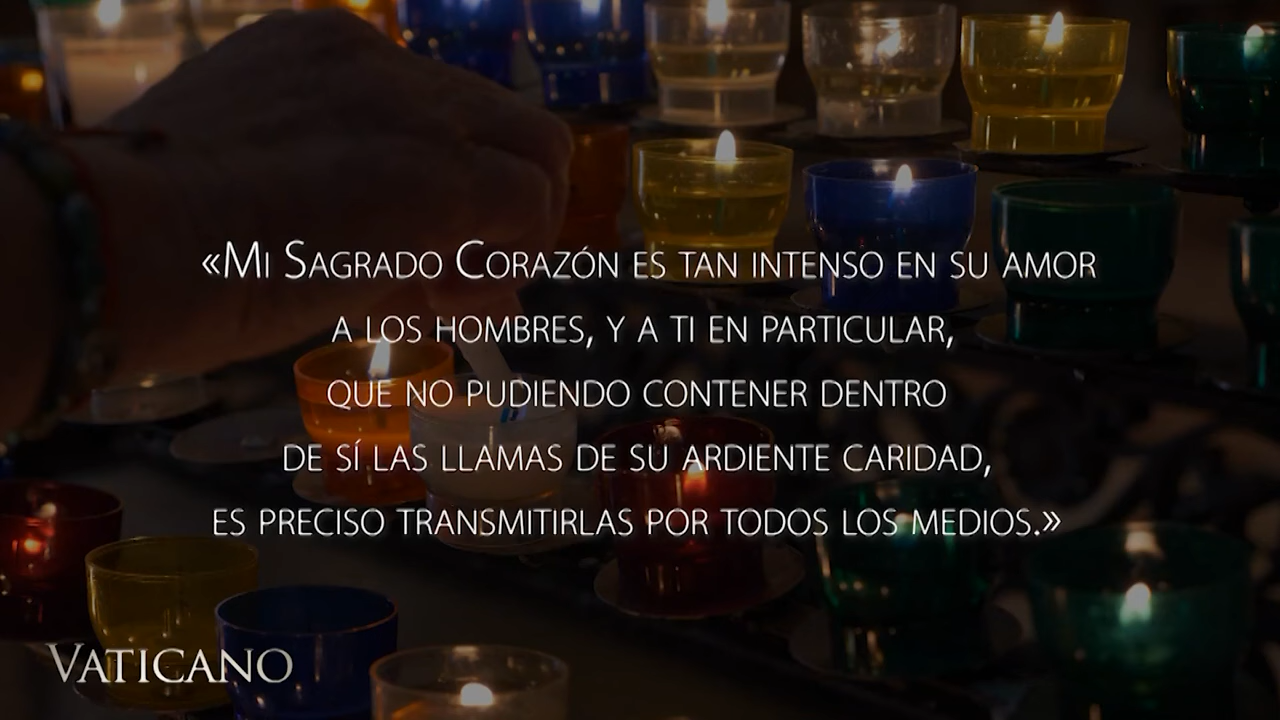 «Mi Sagrado Corazón es tan intenso en su amor
a los hombres, y a ti en particular,
que no pudiendo contener dentro
de sí las llamas de su ardiente caridad,
es preciso transmitirlas por todos los medios.»
Vaticano